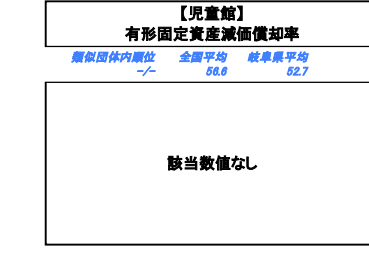 【児童館】
有形固定資産減価償却率
類似団体内順位 全国平均 岐阜県平均
-/- 56.6 52.7
該当数値なし